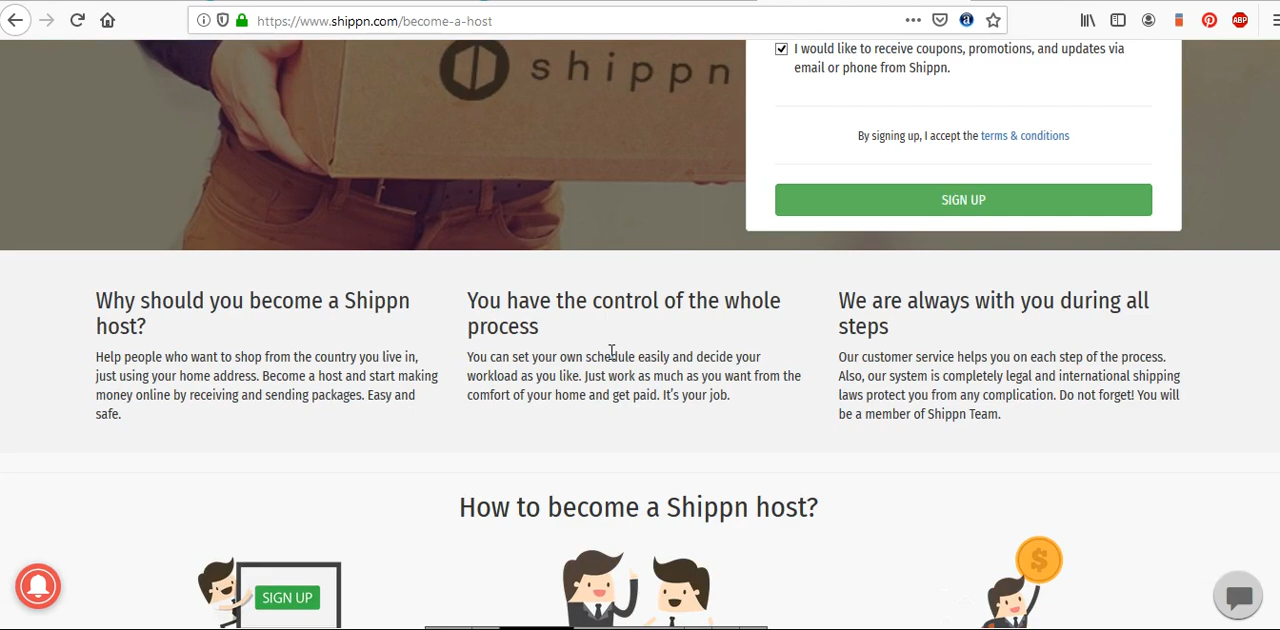 https://www.shippn.com/become-a-host
ABP
shippn
I would like to receive coupons, promotions, and updates via
email or phone from Shippn.
By signing up, I accept the terms & conditions
SIGN UP
Why should you become a Shippn
host?
Help people who want to shop from the country you live in,
just using your home address. Become a host and start making
money online by receiving and sending packages. Easy and
safe.
You have the control of the whole
process
You can set your own schedule easily and decide your
workload as you like. Just work as much as you want from the
comfort of your home and get paid. It's your job.
We are always with you during all
steps
Our customer service helps you on each step of the process.
Also, our system is completely legal and international shipping
laws protect you from any complication. Do not forget! You will
be a member of Shippn Team.
How to become a Shippn host?
SIGN UP
$